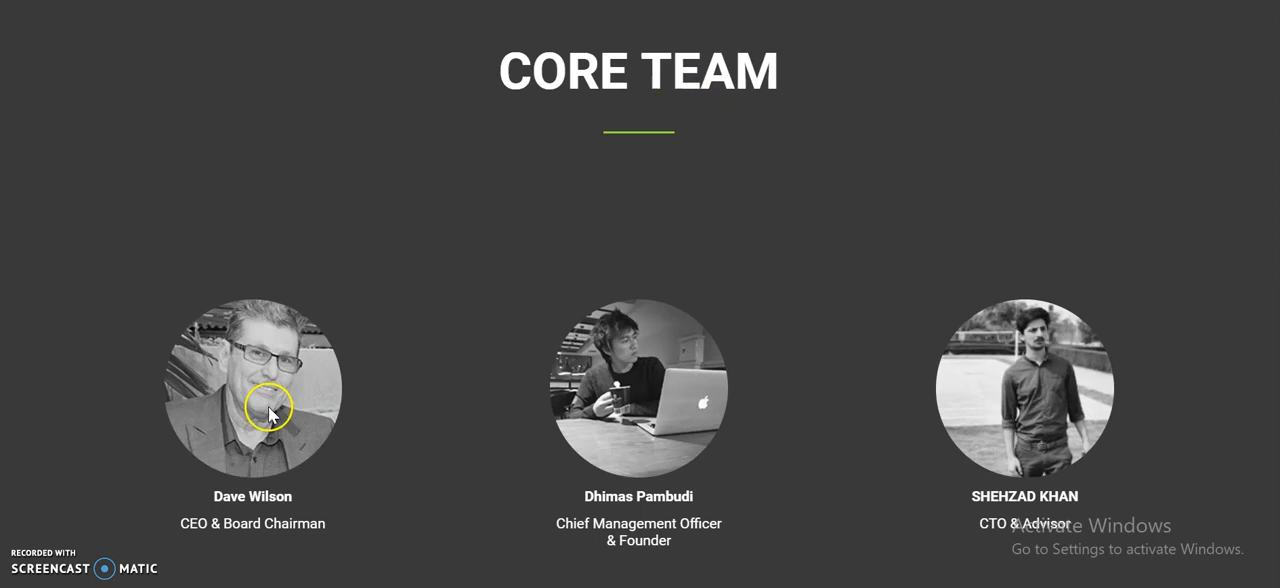 CORE TEAM
Dave Wilson
CEO & Board Chairman
Dhimas Pambudi
Chief Management Officer
& Founder
SHEHZAD KHAN
CTO & Advisor
Activate Windows
Go to Settings to activate Windows.
RECORDED WITH
SCREENCAST MATIC